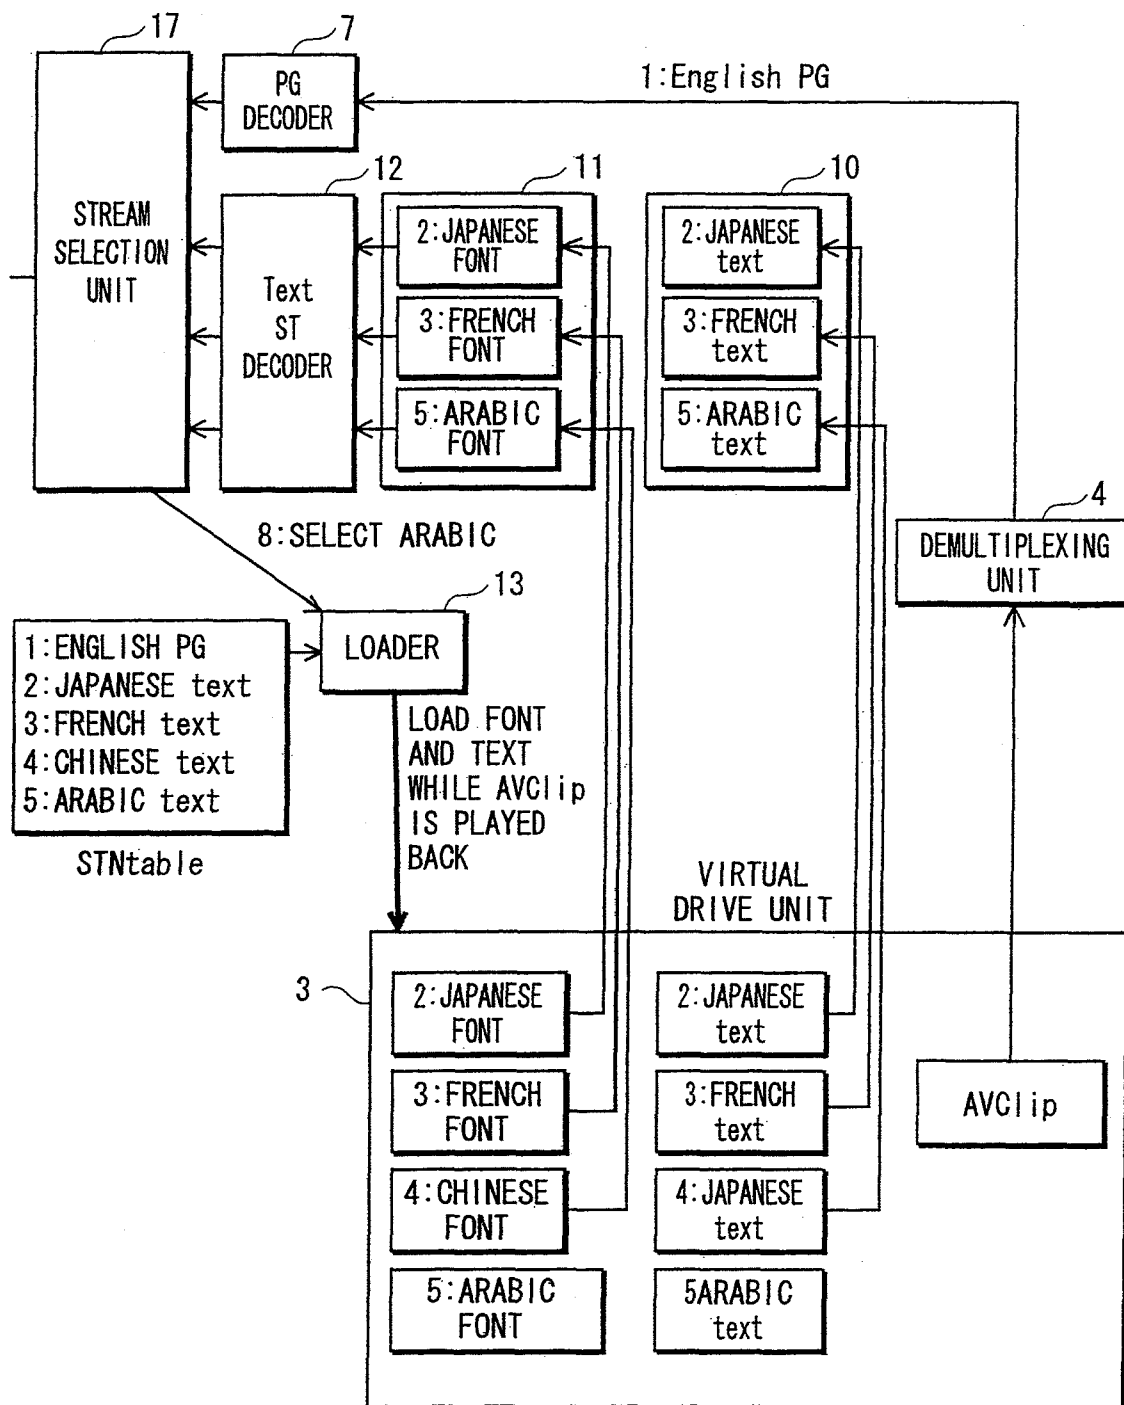 17
7
PG
DECODER
1:English PG
STREAM
SELECTION
UNIT
12
Text
ST
DECODER
11
2:JAPANESE
FONT
3:FRENCH
FONT
5:ARABIC
FONT
10
2:JAPANESE
text
3:FRENCH
text
5:ARABIC
text
4
DEMULTIPLEXING
UNIT
8:SELECT ARABIC
13
LOADER
1:ENGLISH PG
2:JAPANESE text
3:FRENCH text
4:CHINESE text
5:ARABIC text
STNtable
LOAD FONT
AND TEXT
WHILE AVClip
IS PLAYED
BACK
VIRTUAL
DRIVE UNIT
3
2:JAPANESE
FONT
3:FRENCH
FONT
4:CHINESE
FONT
5:ARABIC
FONT
2:JAPANESE
text
3:FRENCH
text
4:JAPANESE
text
5ARABIC
text
AVClip